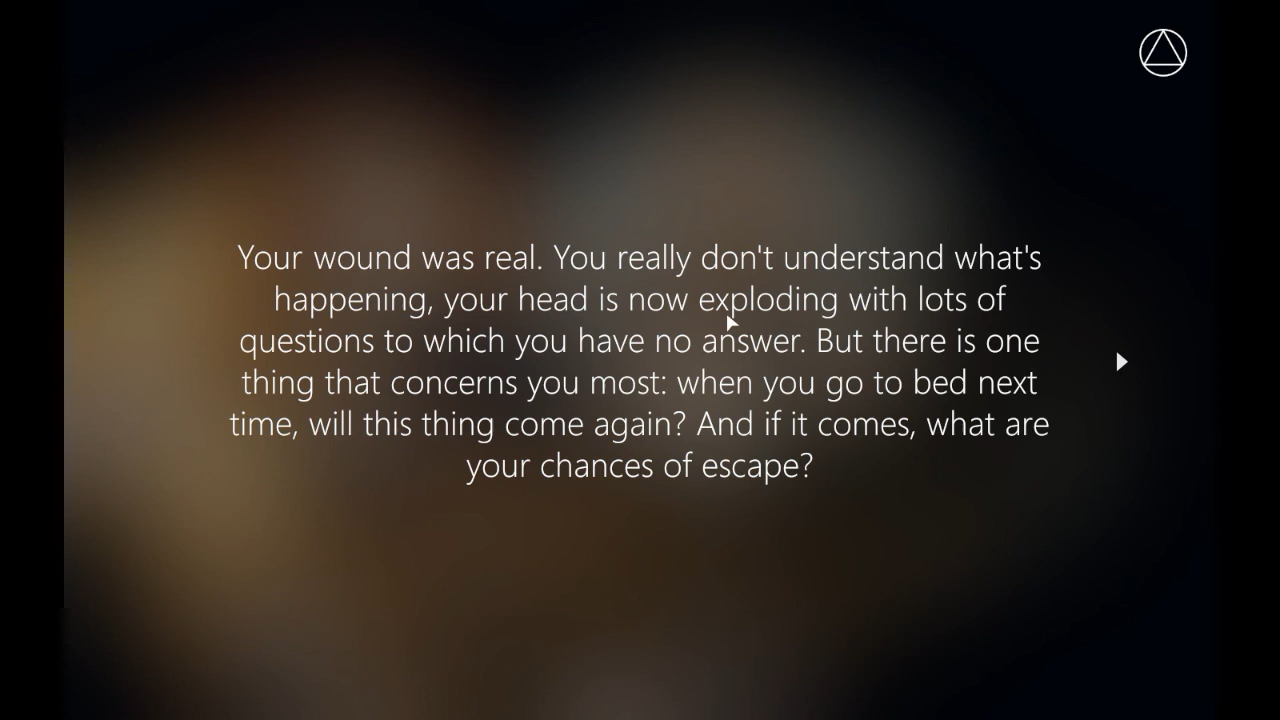 Your wound was real. You really don't understand what's
happening, your head is now exploding with lots of
questions to which you have no answer. But there is one
thing that concerns you most: when you go to bed next
time, will this thing come again? And if it comes, what are
your chances of escape?